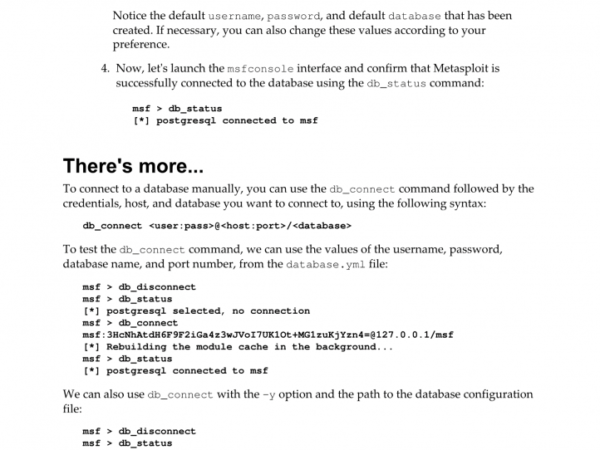 Notice the default username, password, and default database that has been
created. If necessary, you can also change these values according to your
preference.
4. Now, let's launch the msfconsole interface and confirm that Metasploit is
successfully connected to the database using the db_status command:
msf > db_status
[*] postgresql connected to msf
There's more...
To connect to a database manually, you can use the db_connect command followed by the
credentials, host, and database you want to connect to, using the following syntax:
db_connect <user:pass>@<host:port>/<database>
To test the db_connect command, we can use the values of the username, password,
database name, and port number, from the database.yml file:
msf > db_disconnect
msf > db_status
[*] postgresql selected, no connection
msf > db_connect
msf:3HcNhAtdH6F9F2iGa4z3wJVoI7UK1Ot+MG1zuKjYzn4=@127.0.0.1/msf
[*] Rebuilding the module cache in the background...
msf > db_status
[*] postgresql connected to msf
We can also use db_connect with the -y option and the path to the database configuration
file:
msf > db_disconnect
msf > db_status